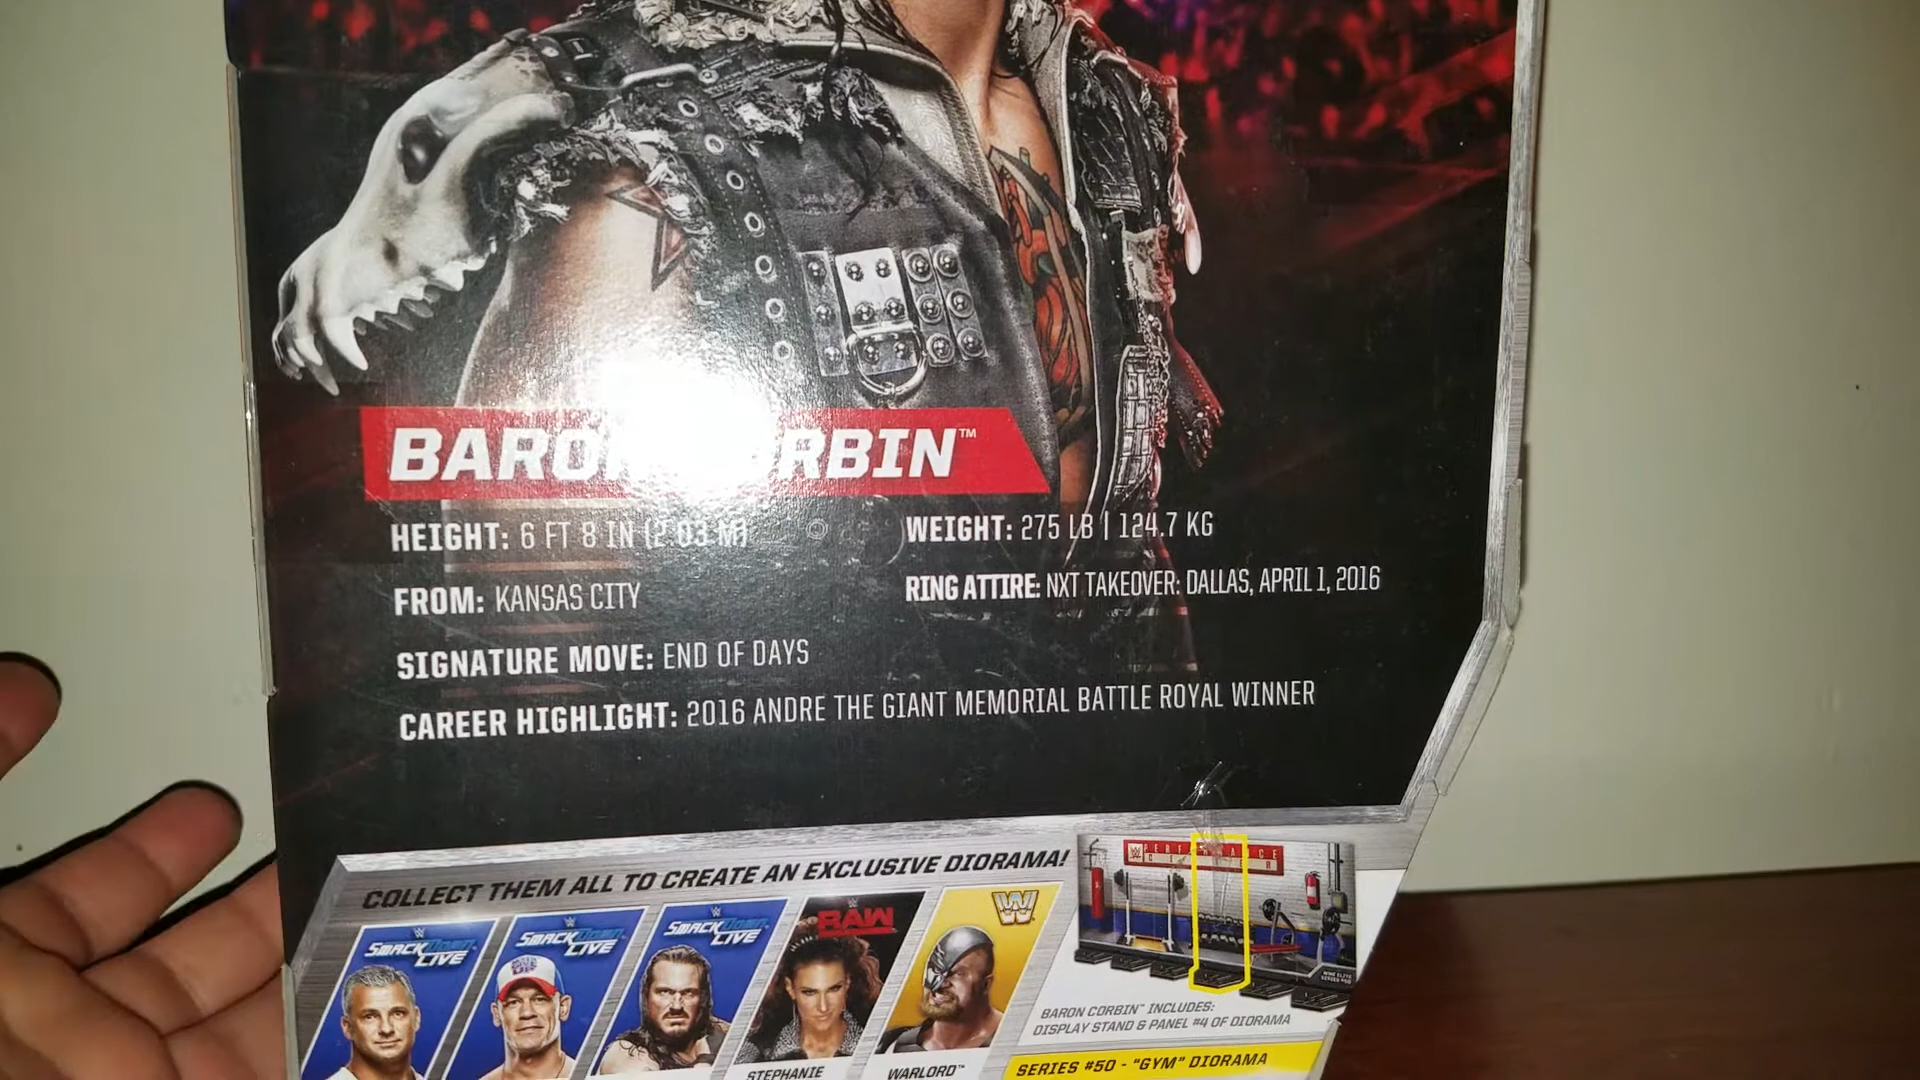 BARON CORBIN™
HEIGHT: 6 FT 8 IN (2.03 M)
WEIGHT: 275 LB | 124.7 KG
FROM: KANSAS CITY
RING ATTIRE: NXT TAKEOVER: DALLAS, APRIL 1, 2016
SIGNATURE MOVE: END OF DAYS
CAREER HIGHLIGHT: 2016 ANDRE THE GIANT MEMORIAL BATTLE ROYAL WINNER
COLLECT THEM ALL TO CREATE AN EXCLUSIVE DIORAMA!
SMACKDOWN
LIVE
SMACKDOWN
LIVE
SMACKDOWN
LIVE
RAW
STEPHANIE
WARLORD™
PERFORMANCE
CENTER
BARON CORBIN™ INCLUDES:
DISPLAY STAND & PANEL #4 OF DIORAMA
SERIES #50 - "GYM" DIORAMA